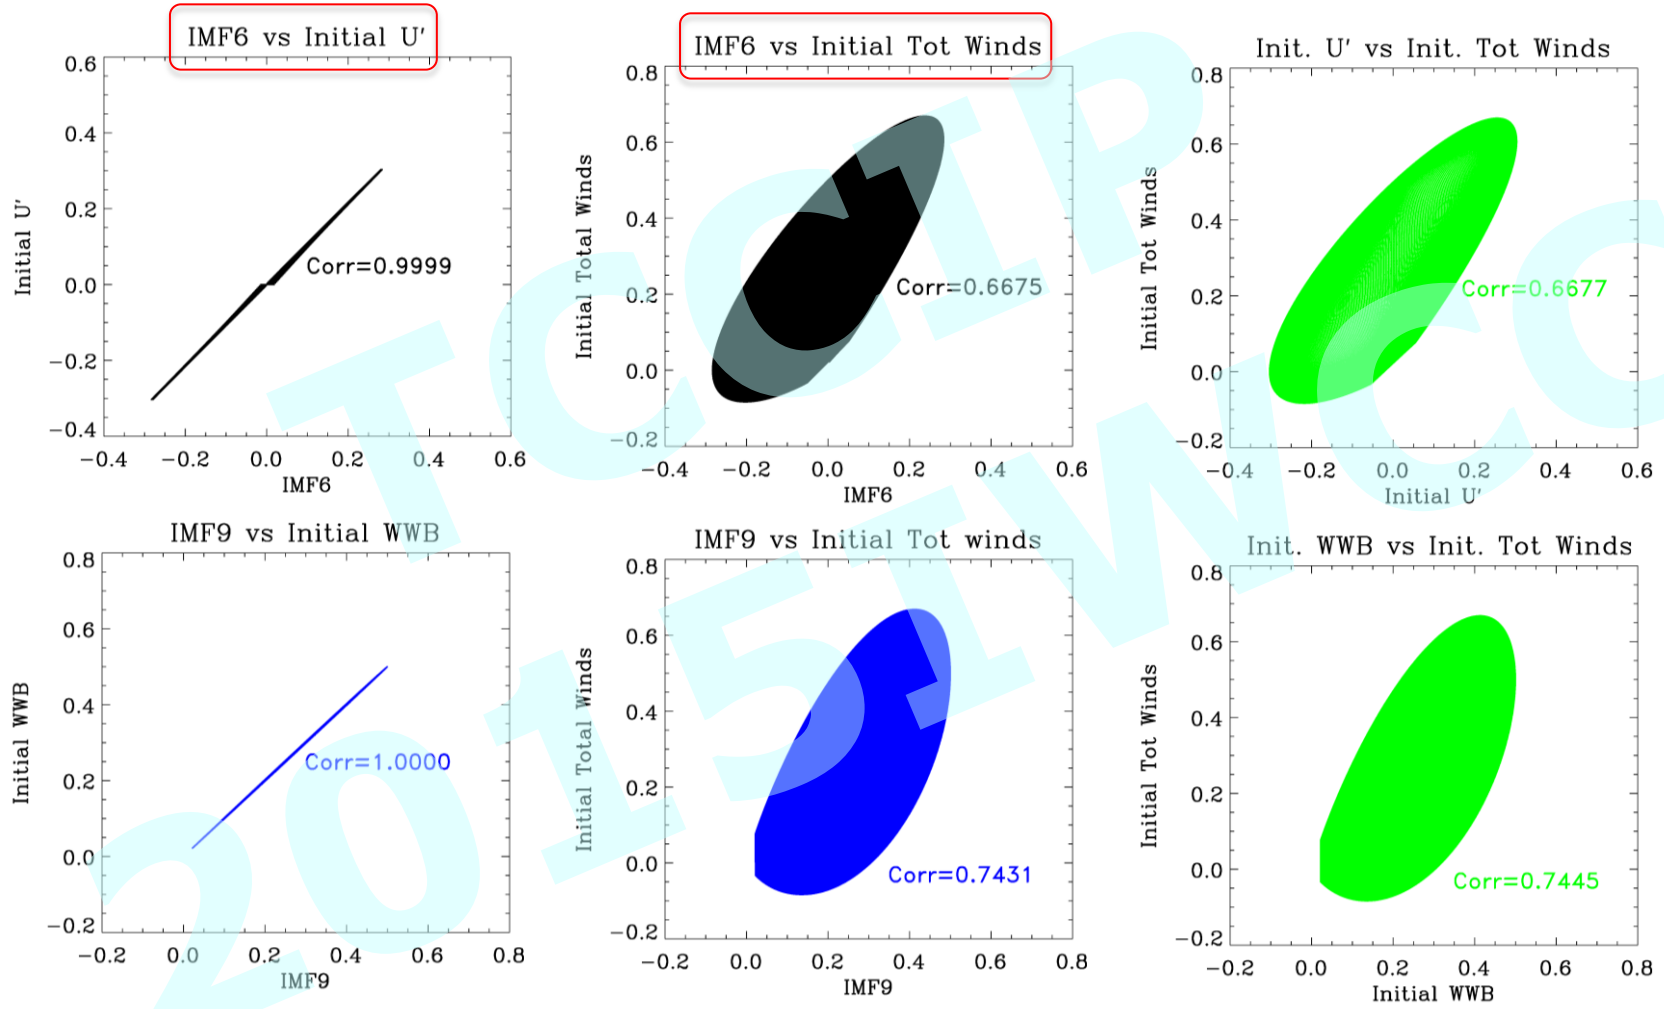 IMF6 vs Initial U′
IMF6 vs Initial Tot Winds
Init. U′ vs Init. Tot Winds
0.6
0.4
0.2
0.0
−0.2
−0.4
Initial U′
Corr=0.9999
−0.4 −0.2 0.0 0.2 0.4 0.6
IMF6
0.8
0.6
0.4
0.2
0.0
−0.2
Initial Total Winds
Corr=0.6675
−0.4 −0.2 0.0 0.2 0.4 0.6
IMF6
0.8
0.6
0.4
0.2
0.0
−0.2
Initial Tot Winds
Corr=0.6677
−0.4 −0.2 0.0 0.2 0.4 0.6
Initial U′
IMF9 vs Initial WWB
IMF9 vs Initial Tot winds
Init. WWB vs Init. Tot Winds
0.8
0.6
0.4
0.2
0.0
−0.2
Initial WWB
Corr=1.0000
−0.2 0.0 0.2 0.4 0.6 0.8
IMF9
0.8
0.6
0.4
0.2
0.0
−0.2
Initial Total Winds
Corr=0.7431
−0.2 0.0 0.2 0.4 0.6 0.8
IMF9
0.8
0.6
0.4
0.2
0.0
−0.2
Initial Tot Winds
Corr=0.7445
−0.2 0.0 0.2 0.4 0.6 0.8
Initial WWB
TCCIP
2015IWCC